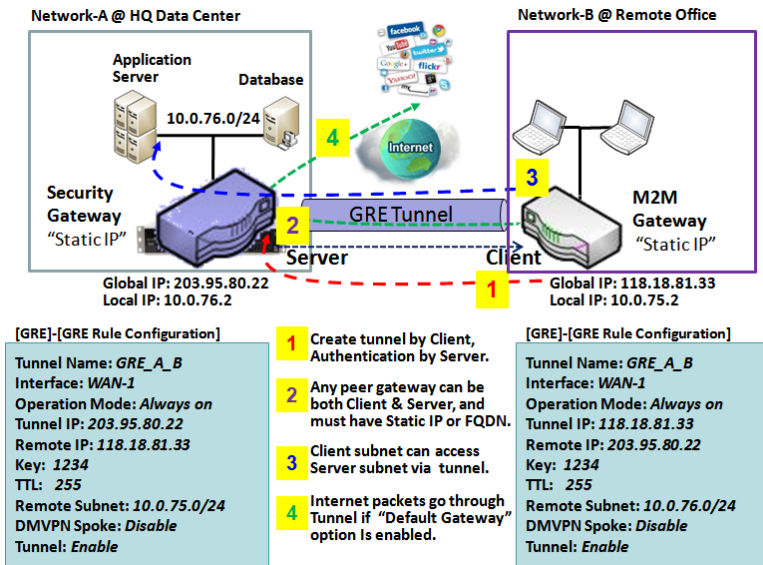 Network-A @ HQ Data Center
Network-B @ Remote Office
Application
Server
Database
10.0.76.0/24
facebook
YouTube
twitter
Google+
flickr
YAHOO!
my
4
Internet
3
Security
Gateway
"Static IP"
2
GRE Tunnel
M2M
Gateway
"Static IP"
Server
Client
1
Global IP: 203.95.80.22
Local IP: 10.0.76.2
Global IP: 118.18.81.33
Local IP: 10.0.75.2
[GRE]-[GRE Rule Configuration]
Tunnel Name: GRE_A_B
Interface: WAN-1
Operation Mode: Always on
Tunnel IP: 203.95.80.22
Remote IP: 118.18.81.33
Key: 1234
TTL: 255
Remote Subnet: 10.0.75.0/24
DMVPN Spoke: Disable
Tunnel: Enable
1 Create tunnel by Client,
Authentication by Server.
2 Any peer gateway can be
both Client & Server, and
must have Static IP or FQDN.
3 Client subnet can access
Server subnet via tunnel.
4 Internet packets go through
Tunnel if "Default Gateway"
option Is enabled.
[GRE]-[GRE Rule Configuration]
Tunnel Name: GRE_A_B
Interface: WAN-1
Operation Mode: Always on
Tunnel IP: 118.18.81.33
Remote IP: 203.95.80.22
Key: 1234
TTL: 255
Remote Subnet: 10.0.76.0/24
DMVPN Spoke: Disable
Tunnel: Enable